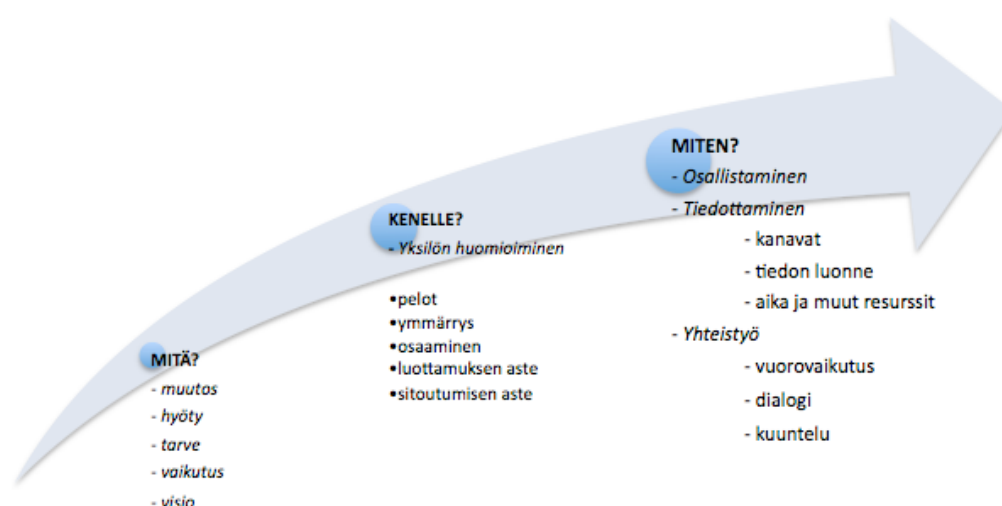 MITÄ?
- muutos
- hyöty
- tarve
- vaikutus
- visio
KENELLE?
- Yksilön huomioiminen
•pelot
•ymmärrys
•osaaminen
•luottamuksen aste
•sitoutumisen aste
MITEN?
- Osallistaminen
- Tiedottaminen
- kanavat
- tiedon luonne
- aika ja muut resurssit
- Yhteistyö
- vuorovaikutus
- dialogi
- kuuntelu